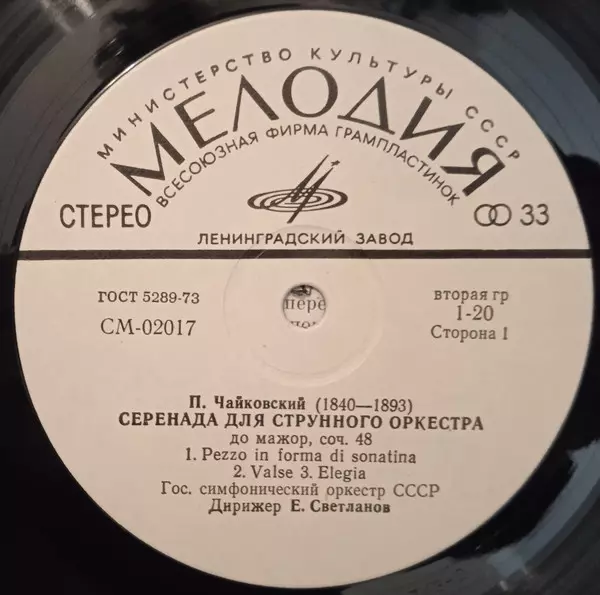 МИНИСТЕРСТВО КУЛЬТУРЫ СССР
МЕЛОДИЯ
ВСЕСОЮЗНАЯ ФИРМА ГРАМПЛАСТИНОК
СТЕРЕО
33
ЛЕНИНГРАДСКИЙ ЗАВОД
ГОСТ 5289-73
СМ-02017
перё
вторая гр
1-20
Сторона 1
П. Чайковский (1840—1893)
СЕРЕНАДА ДЛЯ СТРУННОГО ОРКЕСТРА
до мажор, соч. 48
1. Pezzo in forma di sonatina
2. Valse 3. Elegia
Гос. симфонический оркестр СССР
Дирижер Е. Светланов